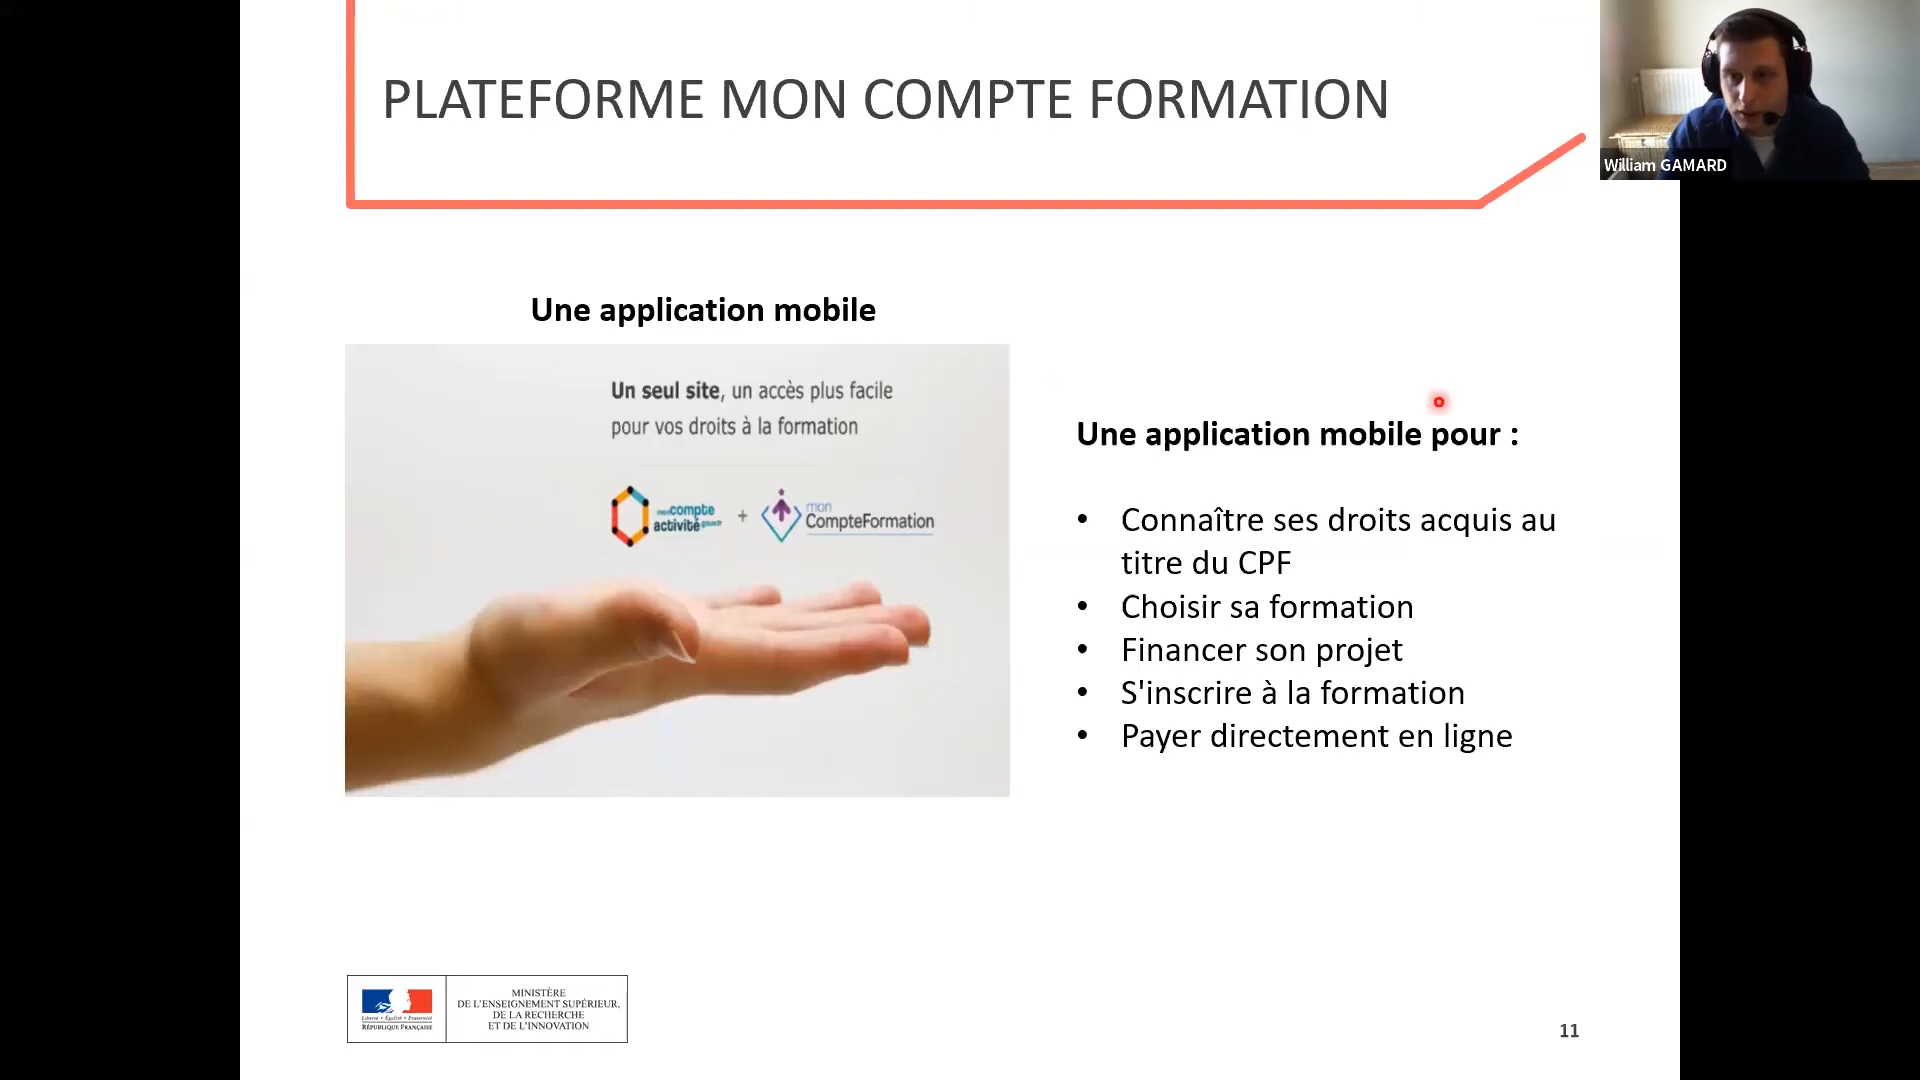 PLATEFORME MON COMPTE FORMATION
William GAMARD
Une application mobile
Un seul site, un accès plus facile
pour vos droits à la formation
moncompte
activité.gouv.fr
+
mon
CompteFormation
Une application mobile pour :
• Connaître ses droits acquis au
titre du CPF
• Choisir sa formation
• Financer son projet
• S'inscrire à la formation
• Payer directement en ligne
Liberté • Égalité • Fraternité
RÉPUBLIQUE FRANÇAISE
MINISTÈRE
DE L'ENSEIGNEMENT SUPÉRIEUR,
DE LA RECHERCHE
ET DE L'INNOVATION
11